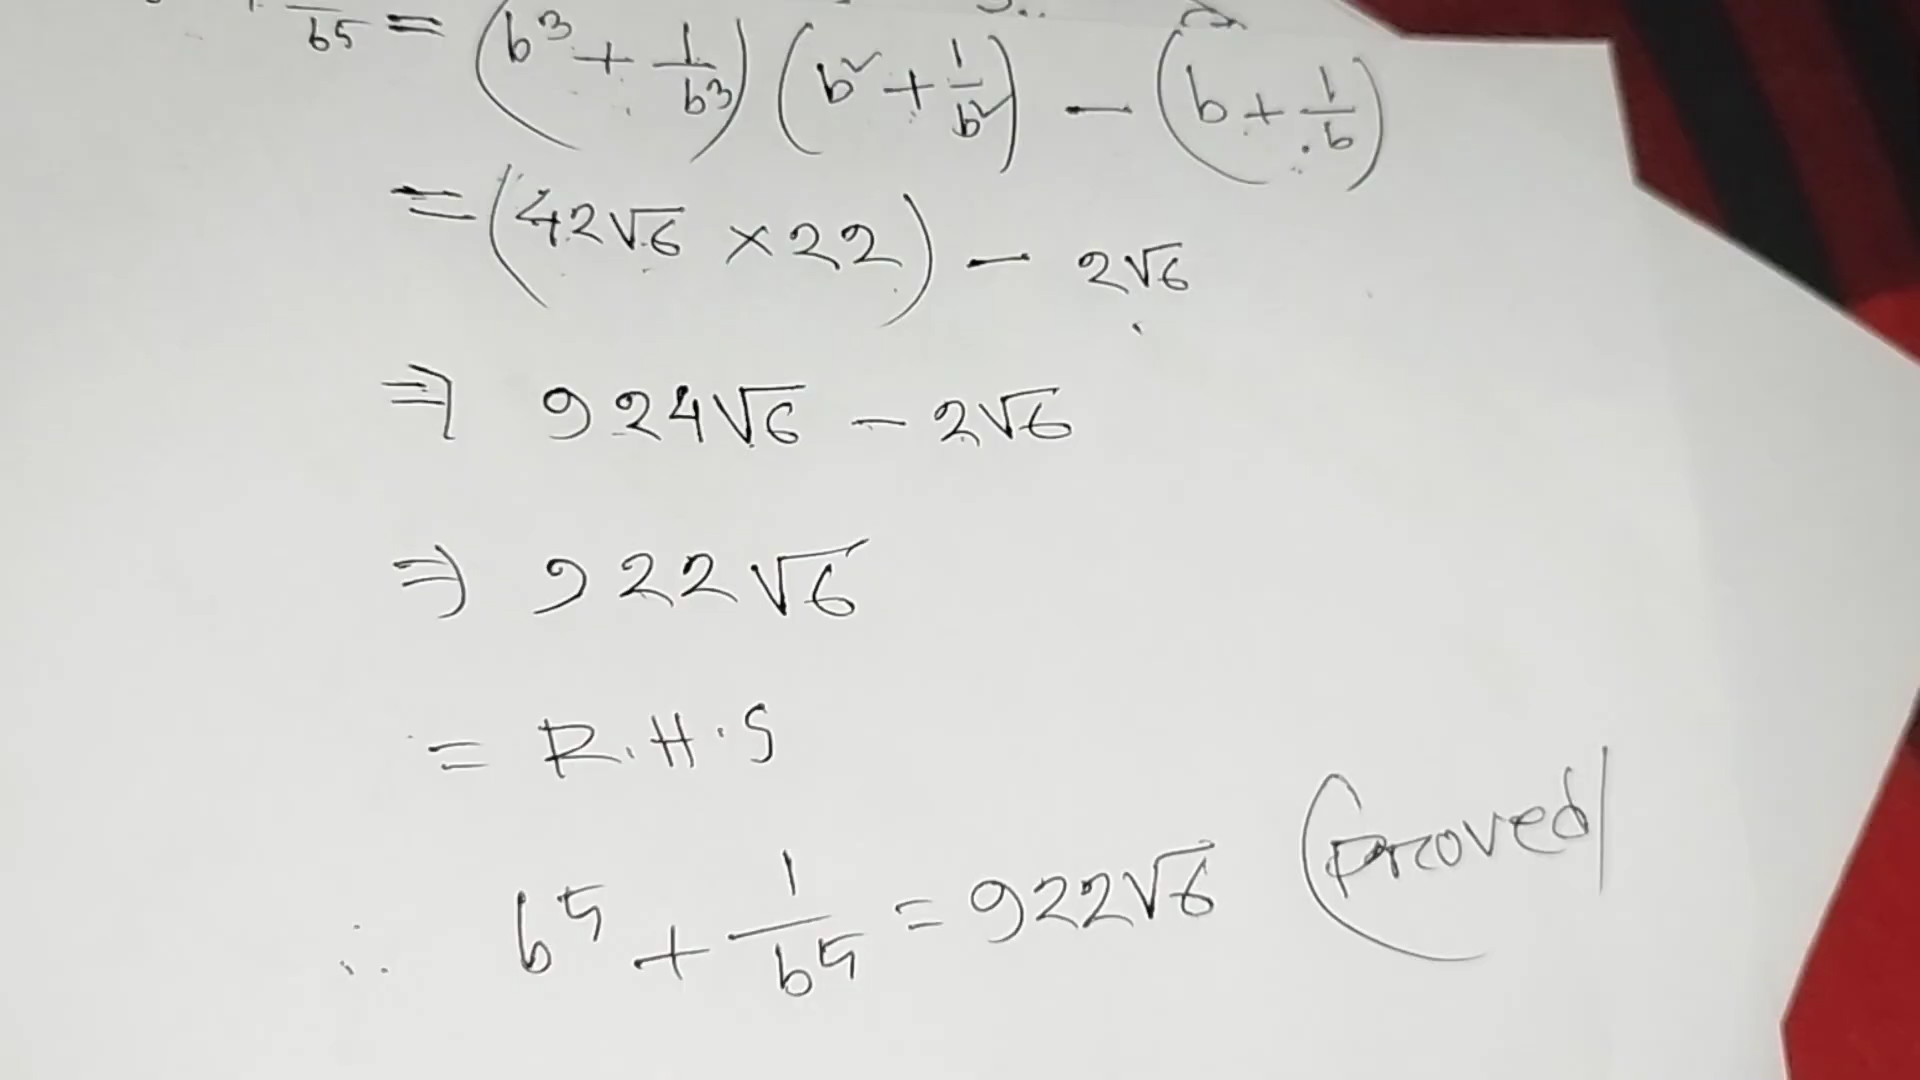 1/b5 = (b³ + 1/b³) (b² + 1/b²) − (b + 1/b)
= (42√6 × 22) − 2√6
⇒ 924√6 − 2√6
⇒ 922√6
= R.H.S
∴ b⁵ + 1/b⁵ = 922√6 (Proved)